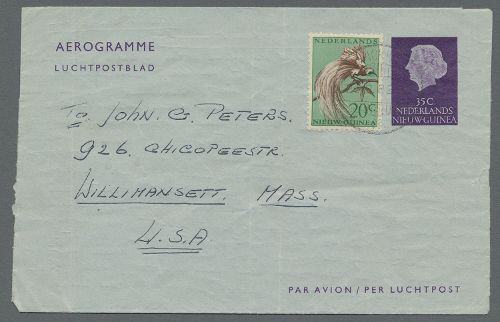 AEROGRAMME
LUCHTPOSTBLAD
NEDERLANDS
20C
NIEUW-GUINEA
35C
NEDERLANDS
NIEUW-GUINEA
To John. G. Peters.
926. Chicopeestr.
Willimansett, Mass.
U.S.A
PAR AVION / PER LUCHTPOST